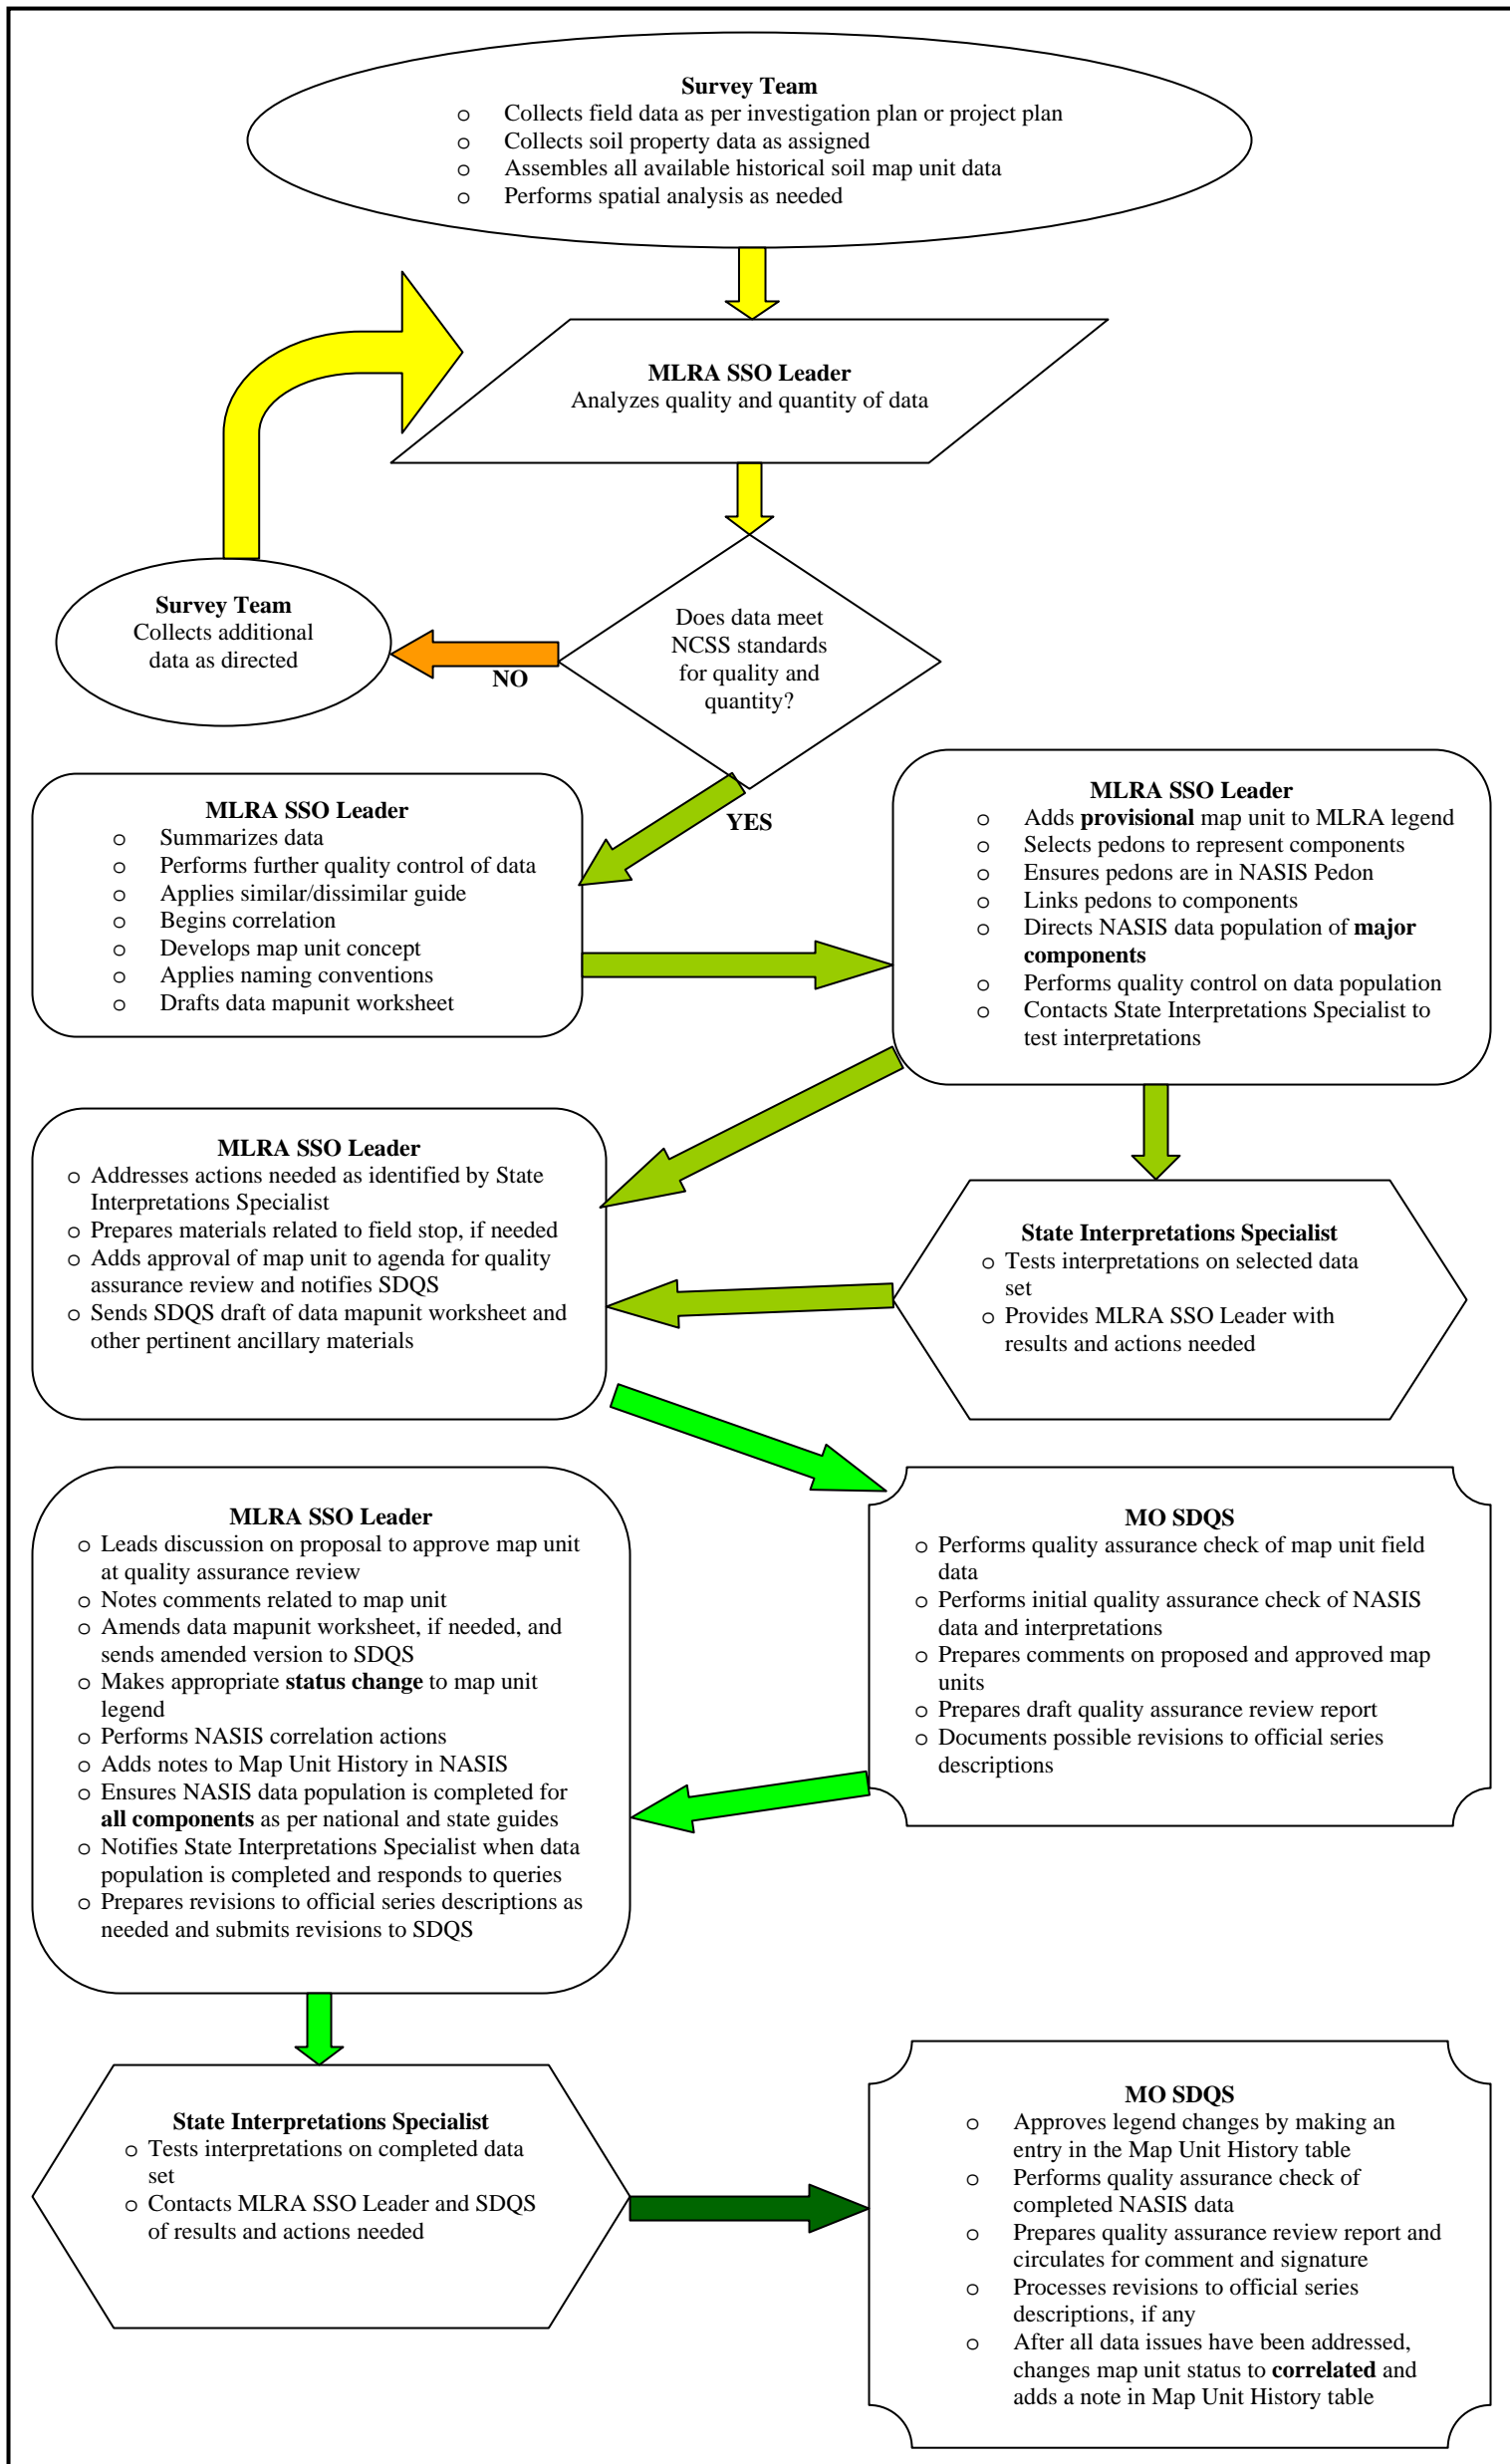 Survey Team
o Collects field data as per investigation plan or project plan
o Collects soil property data as assigned
o Assembles all available historical soil map unit data
o Performs spatial analysis as needed
MLRA SSO Leader
Analyzes quality and quantity of data
Does data meet
NCSS standards
for quality and
quantity?
NO
Survey Team
Collects additional
data as directed
YES
MLRA SSO Leader
o Summarizes data
o Performs further quality control of data
o Applies similar/dissimilar guide
o Begins correlation
o Develops map unit concept
o Applies naming conventions
o Drafts data mapunit worksheet
MLRA SSO Leader
o Adds provisional map unit to MLRA legend
o Selects pedons to represent components
o Ensures pedons are in NASIS Pedon
o Links pedons to components
o Directs NASIS data population of major
components
o Performs quality control on data population
o Contacts State Interpretations Specialist to
test interpretations
MLRA SSO Leader
o Addresses actions needed as identified by State
Interpretations Specialist
o Prepares materials related to field stop, if needed
o Adds approval of map unit to agenda for quality
assurance review and notifies SDQS
o Sends SDQS draft of data mapunit worksheet and
other pertinent ancillary materials
State Interpretations Specialist
o Tests interpretations on selected data
set
o Provides MLRA SSO Leader with
results and actions needed
MLRA SSO Leader
o Leads discussion on proposal to approve map unit
at quality assurance review
o Notes comments related to map unit
o Amends data mapunit worksheet, if needed, and
sends amended version to SDQS
o Makes appropriate status change to map unit
legend
o Performs NASIS correlation actions
o Adds notes to Map Unit History in NASIS
o Ensures NASIS data population is completed for
all components as per national and state guides
o Notifies State Interpretations Specialist when data
population is completed and responds to queries
o Prepares revisions to official series descriptions as
needed and submits revisions to SDQS
MO SDQS
o Performs quality assurance check of map unit field
data
o Performs initial quality assurance check of NASIS
data and interpretations
o Prepares comments on proposed and approved map
units
o Prepares draft quality assurance review report
o Documents possible revisions to official series
descriptions
State Interpretations Specialist
o Tests interpretations on completed data
set
o Contacts MLRA SSO Leader and SDQS
of results and actions needed
MO SDQS
o Approves legend changes by making an
entry in the Map Unit History table
o Performs quality assurance check of
completed NASIS data
o Prepares quality assurance review report and
circulates for comment and signature
o Processes revisions to official series
descriptions, if any
o After all data issues have been addressed,
changes map unit status to correlated and
adds a note in Map Unit History table